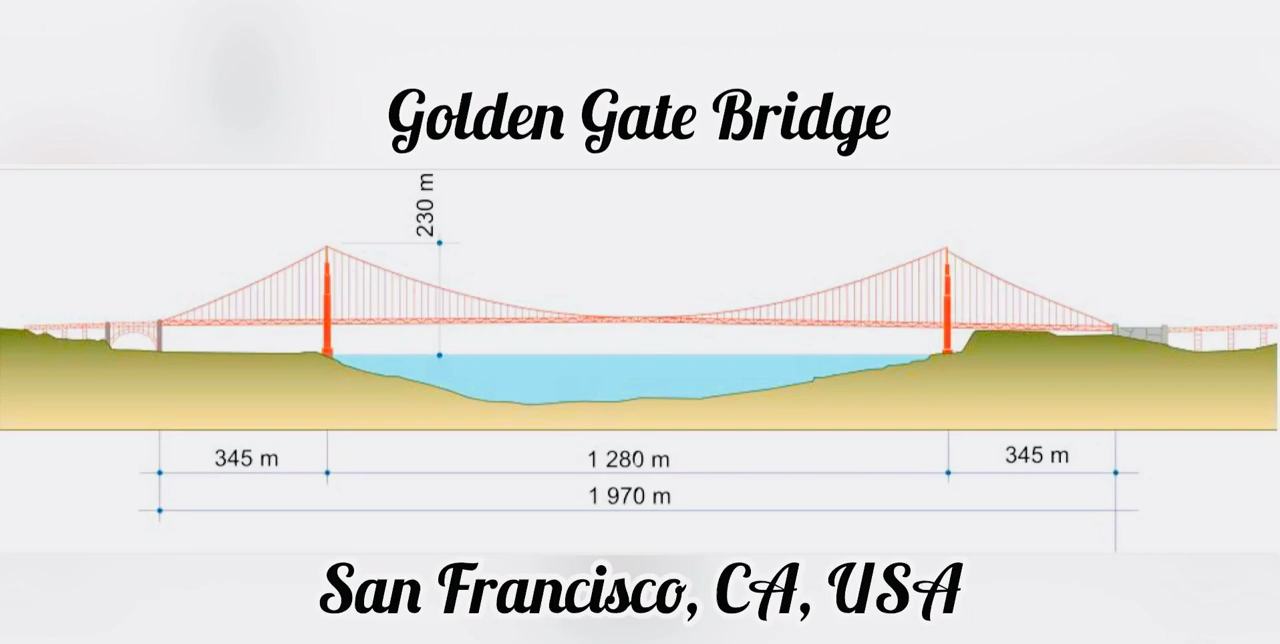 Golden Gate Bridge
230 m
345 m
1 280 m
345 m
1 970 m
San Francisco, CA, USA